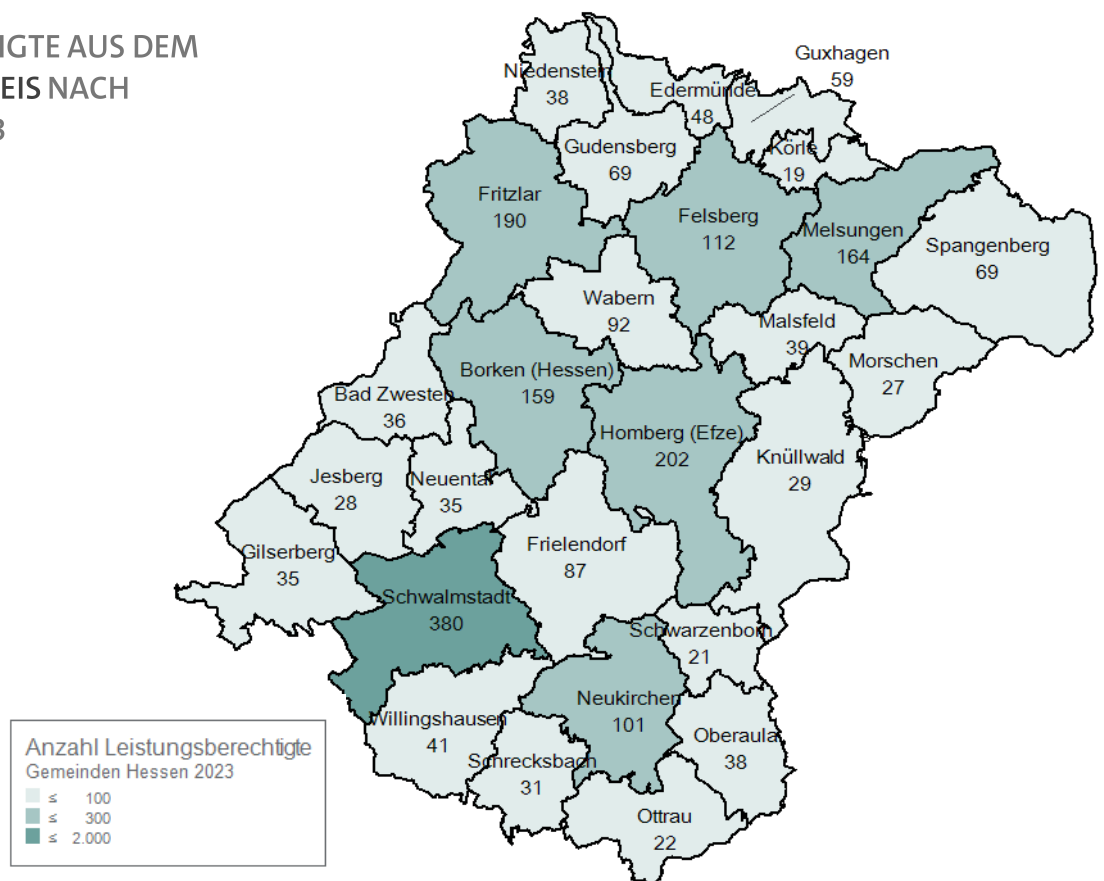 IGTE AUS DEM
EIS NACH
3
Guxhagen
59
Niedenstein
38
Edermünde
48
Gudensberg
69
Körle
19
Fritzlar
190
Felsberg
112
Melsungen
164
Spangenberg
69
Wabern
92
Malsfeld
39
Morschen
27
Borken (Hessen)
159
Bad Zwesten
36
Homberg (Efze)
202
Knüllwald
29
Jesberg
28
Neuental
35
Gilserberg
35
Frielendorf
87
Schwalmstadt
380
Schwarzenborn
21
Neukirchen
101
Willingshausen
41
Oberaula
38
Schrecksbach
31
Ottrau
22
Anzahl Leistungsberechtigte
Gemeinden Hessen 2023
≤ 100
≤ 300
≤ 2.000